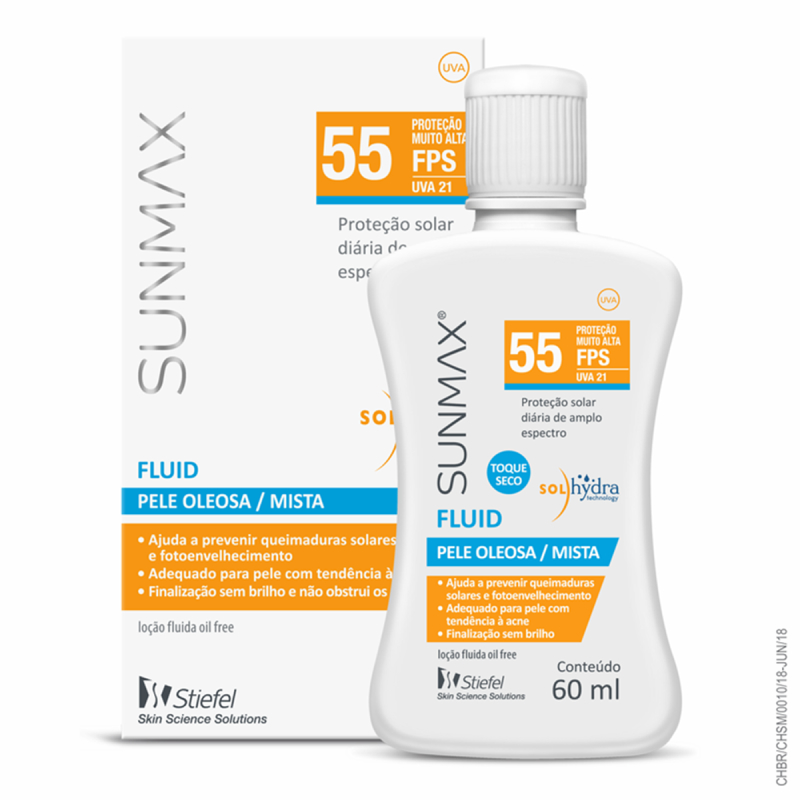 UVA
SUNMAX
55
PROTEÇÃO
MUITO ALTA
FPS
UVA 21
Proteção solar
diária de
SOL
FLUID
PELE OLEOSA / MISTA
• Ajuda a prevenir queimaduras solares
e fotoenvelhecimento
• Adequado para pele com tendência à
• Finalização sem brilho e não obstrui os
loção fluida oil free
Stiefel
Skin Science Solutions
UVA
SUNMAX®
55
PROTEÇÃO
MUITO ALTA
FPS
UVA 21
Proteção solar
diária de amplo
espectro
TOQUE
SECO
SOL hydra
technology
FLUID
PELE OLEOSA / MISTA
• Ajuda a prevenir queimaduras
solares e fotoenvelhecimento
• Adequado para pele com
tendência à acne
• Finalização sem brilho
loção fluida oil free
Stiefel
Skin Science Solutions
Conteúdo
60 ml
CHBR/CHSM/0010/18-JUN/18